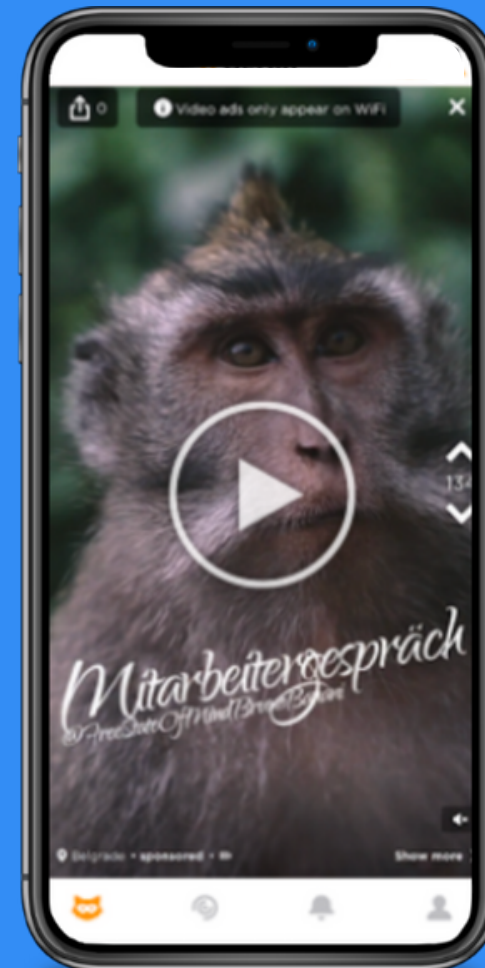 0 Video ads only appear on WiFi
134
Mitarbeitergespräch
Belgrade • sponsored •
Show more